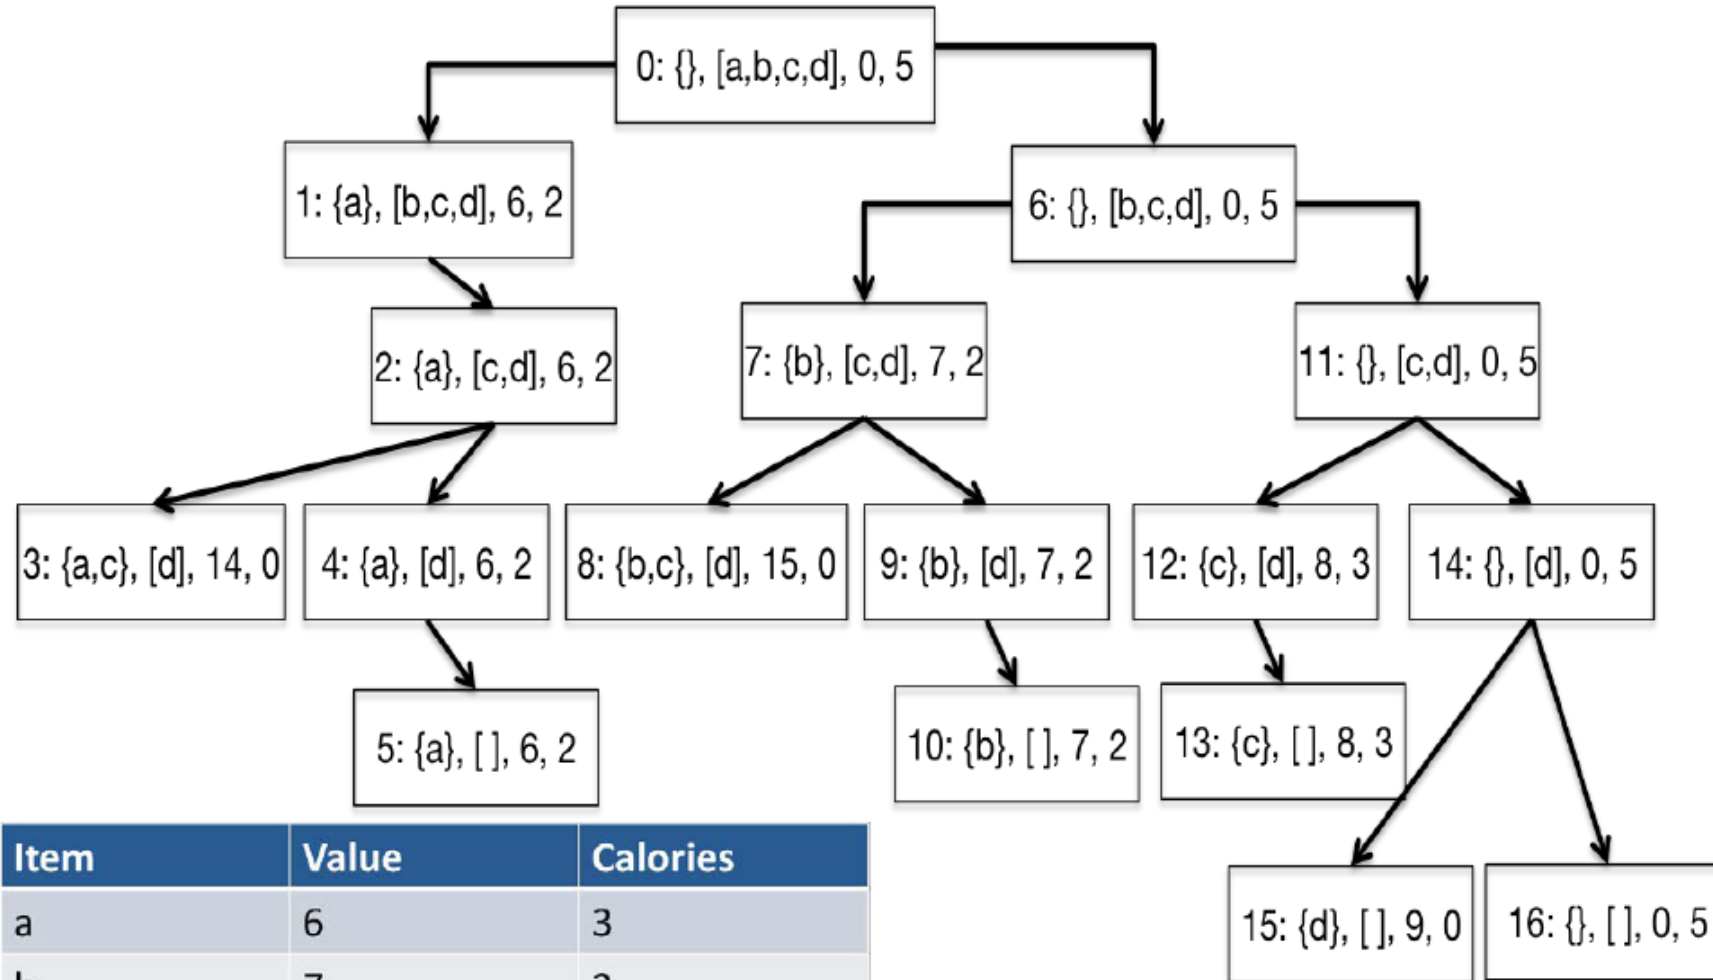 0: {}, [a,b,c,d], 0, 5
1: {a}, [b,c,d], 6, 2
6: {}, [b,c,d], 0, 5
2: {a}, [c,d], 6, 2
7: {b}, [c,d], 7, 2
11: {}, [c,d], 0, 5
3: {a,c}, [d], 14, 0
4: {a}, [d], 6, 2
8: {b,c}, [d], 15, 0
9: {b}, [d], 7, 2
12: {c}, [d], 8, 3
14: {}, [d], 0, 5
5: {a}, [ ], 6, 2
10: {b}, [ ], 7, 2
13: {c}, [ ], 8, 3
15: {d}, [ ], 9, 0
16: {}, [ ], 0, 5
Item Value Calories
a 6 3